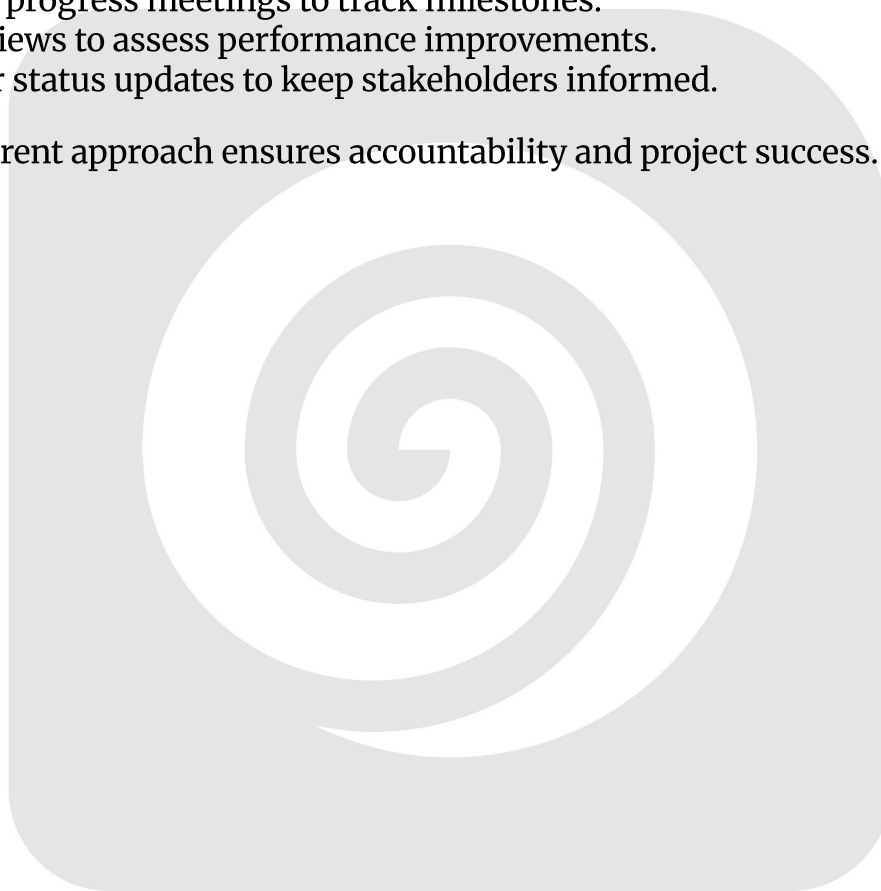 progress meetings to track milestones.
iews to assess performance improvements.
r status updates to keep stakeholders informed.
rent approach ensures accountability and project success.